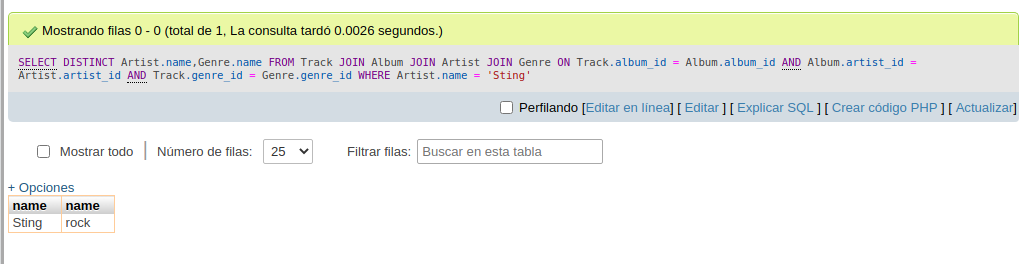 Mostrando filas 0 - 0 (total de 1, La consulta tardó 0.0026 segundos.)
SELECT DISTINCT Artist.name,Genre.name FROM Track JOIN Album JOIN Artist JOIN Genre ON Track.album_id = Album.album_id AND Album.artist_id =
Artist.artist_id AND Track.genre_id = Genre.genre_id WHERE Artist.name = 'Sting'
Perfilando [Editar en línea] [ Editar ] [ Explicar SQL ] [ Crear código PHP ] [ Actualizar]
Mostrar todo | Número de filas: 25 Filtrar filas: Buscar en esta tabla
+ Opciones
name name
Sting rock